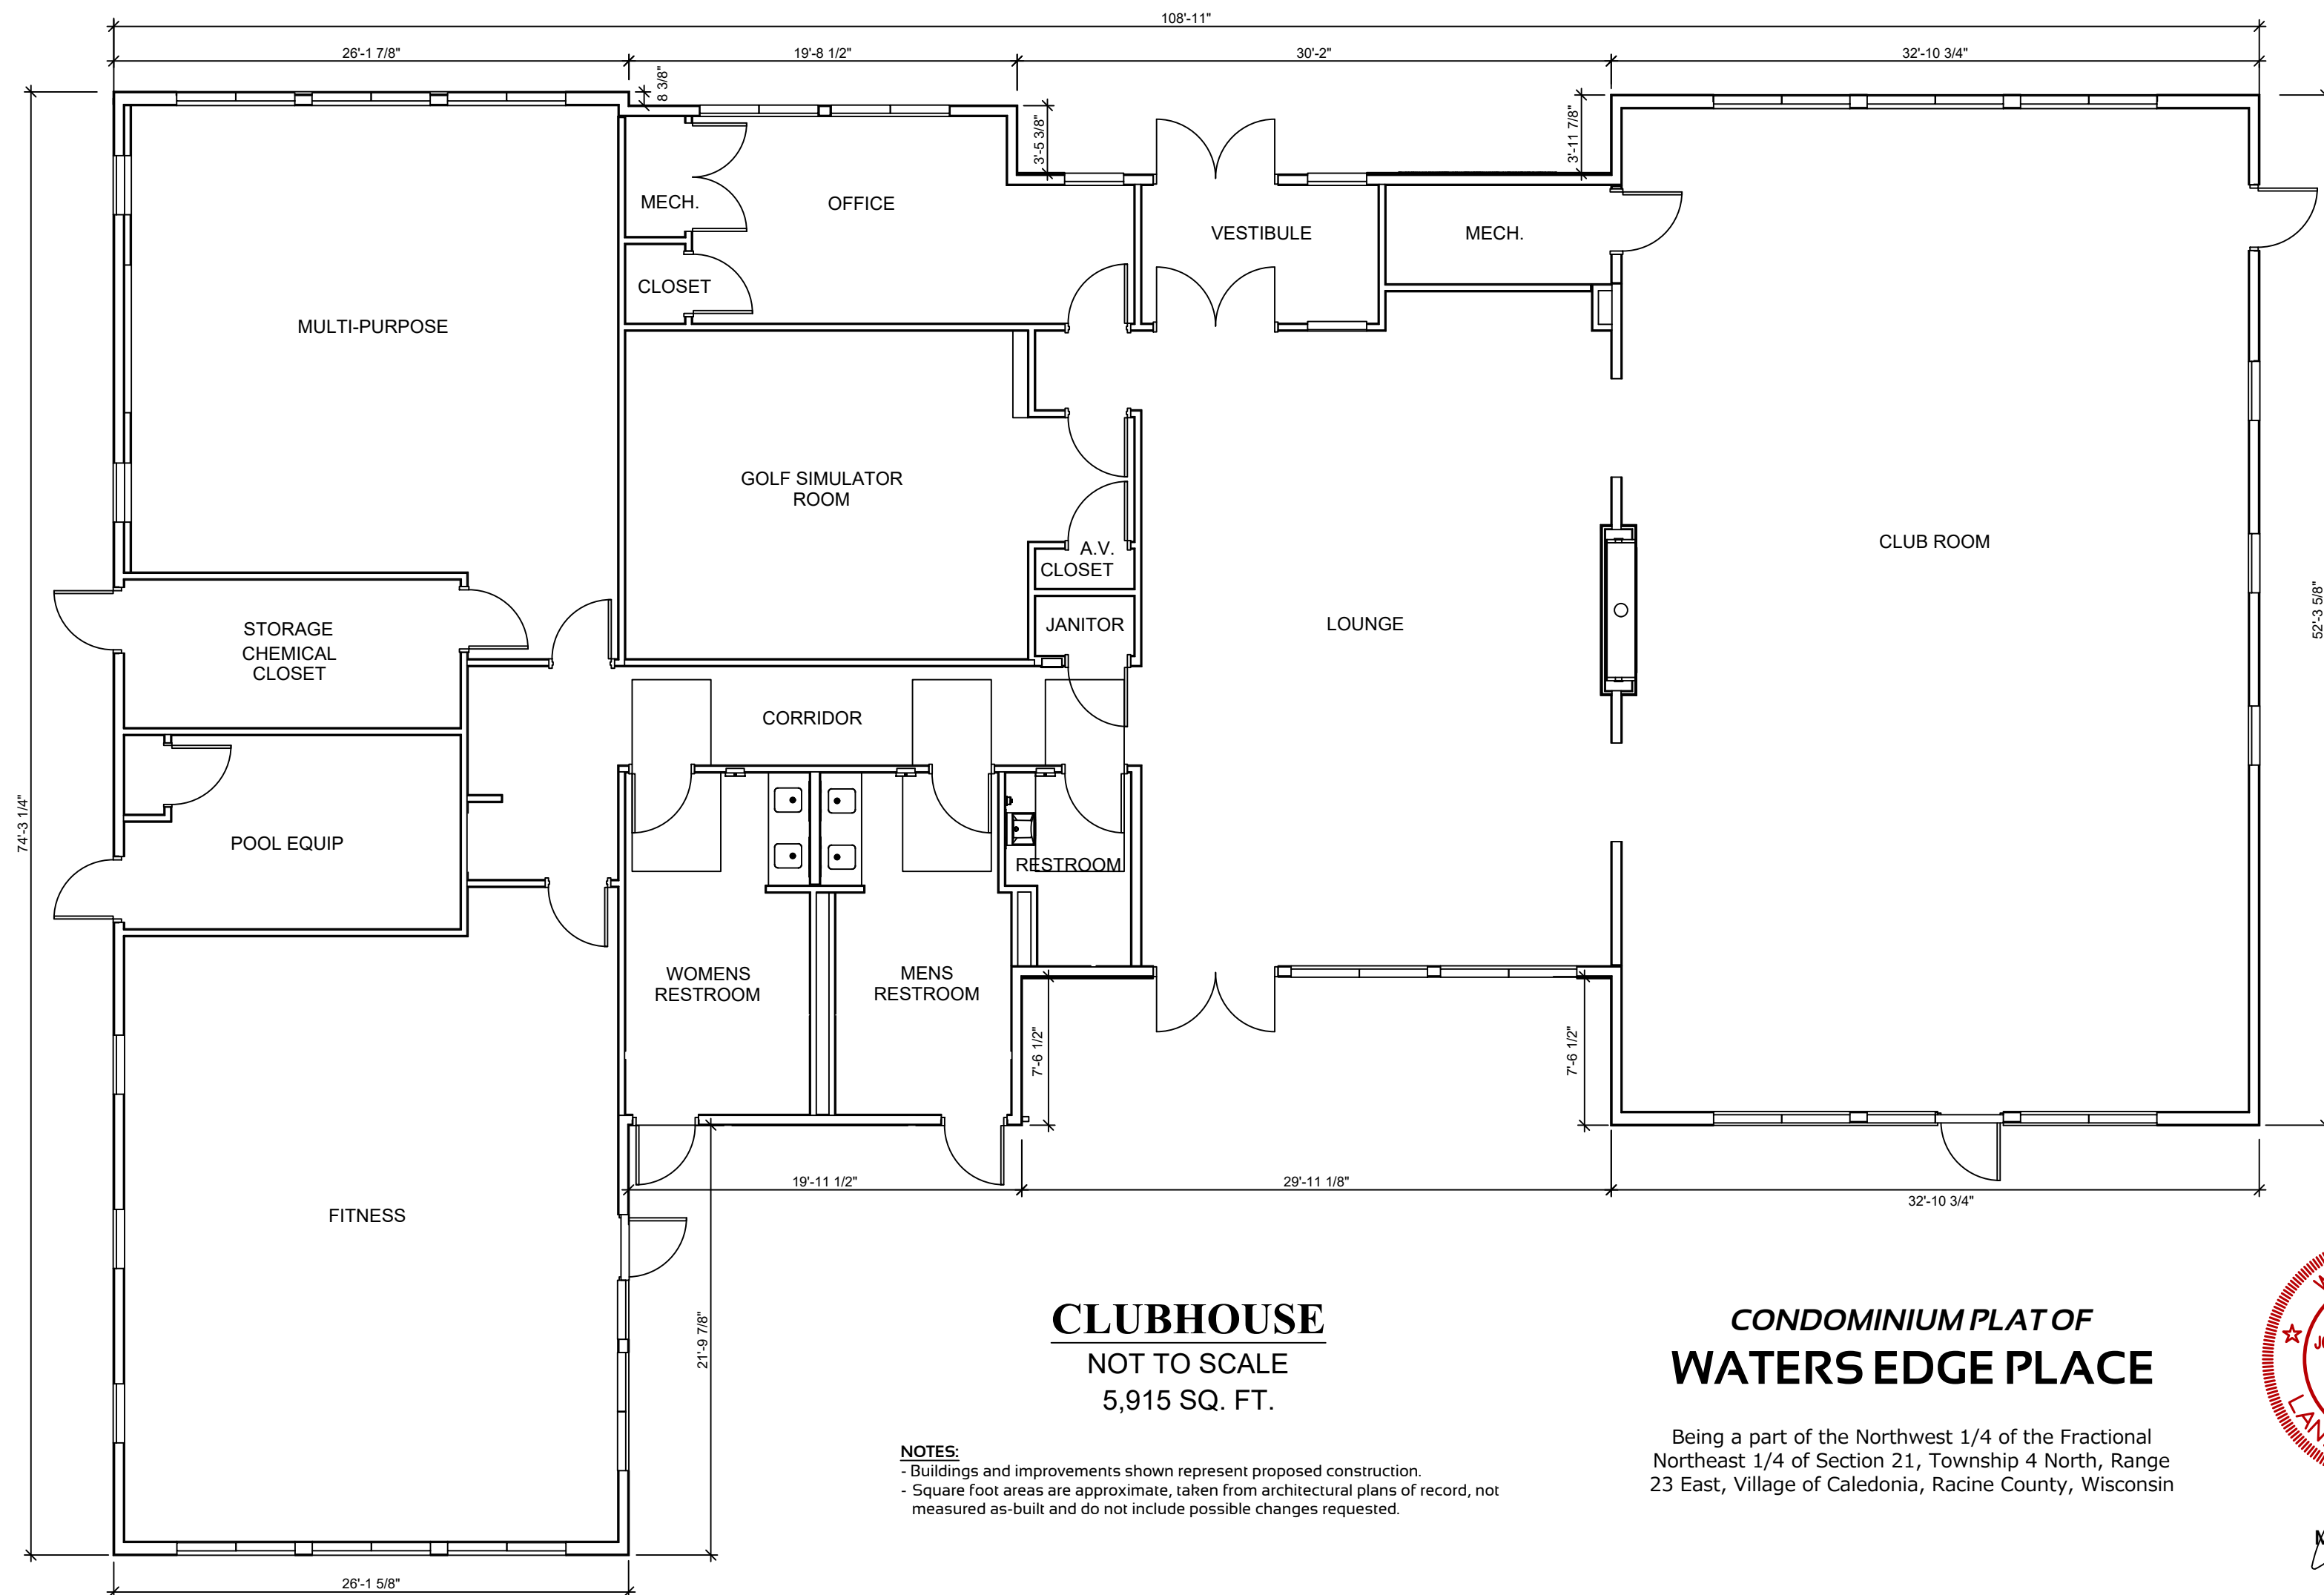 108'-11"
26'-1 7/8"
19'-8 1/2"
30'-2"
32'-10 3/4"
8 3/8"
3'-5 3/8"
3'-11 7/8"
MECH.
OFFICE
VESTIBULE
MECH.
CLOSET
MULTI-PURPOSE
GOLF SIMULATOR
ROOM
A.V.
CLOSET
CLUB ROOM
52'-3 5/8"
STORAGE
CHEMICAL
CLOSET
JANITOR
LOUNGE
CORRIDOR
74'-3 1/4"
POOL EQUIP
RESTROOM
WOMENS
RESTROOM
MENS
RESTROOM
7'-6 1/2"
7'-6 1/2"
19'-11 1/2"
29'-11 1/8"
32'-10 3/4"
FITNESS
21'-9 7/8"
26'-1 5/8"
CLUBHOUSE
NOT TO SCALE
5,915 SQ. FT.
NOTES:
- Buildings and improvements shown represent proposed construction.
- Square foot areas are approximate, taken from architectural plans of record, not
measured as-built and do not include possible changes requested.
CONDOMINIUM PLAT OF
WATERS EDGE PLACE
Being a part of the Northwest 1/4 of the Fractional
Northeast 1/4 of Section 21, Township 4 North, Range
23 East, Village of Caledonia, Racine County, Wisconsin